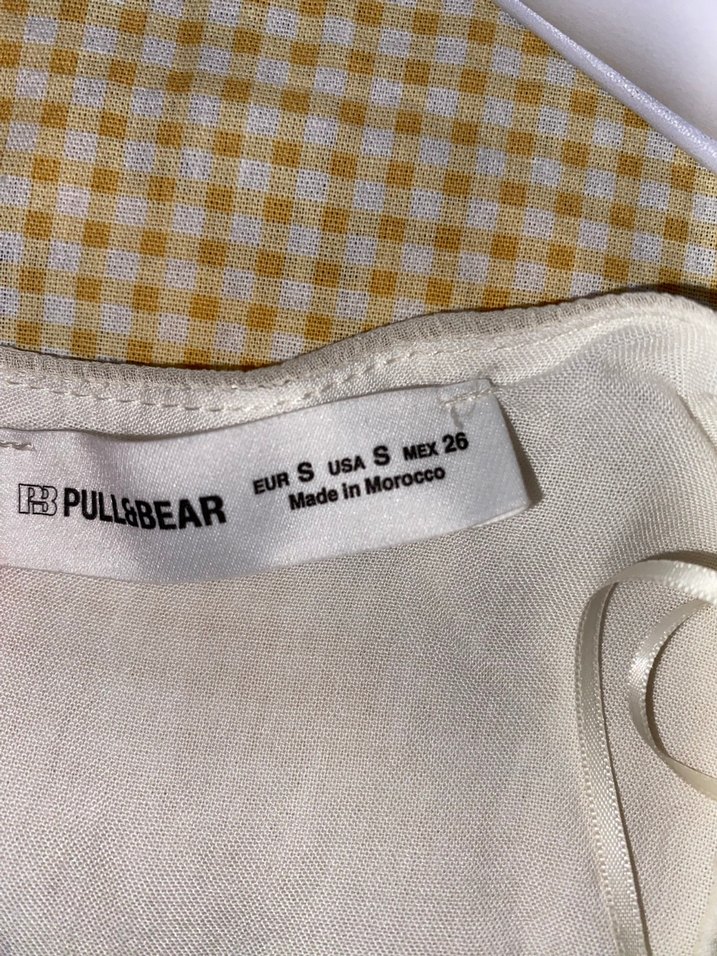 PB PULL&BEAR
EUR S USA S MEX 26
Made in Morocco